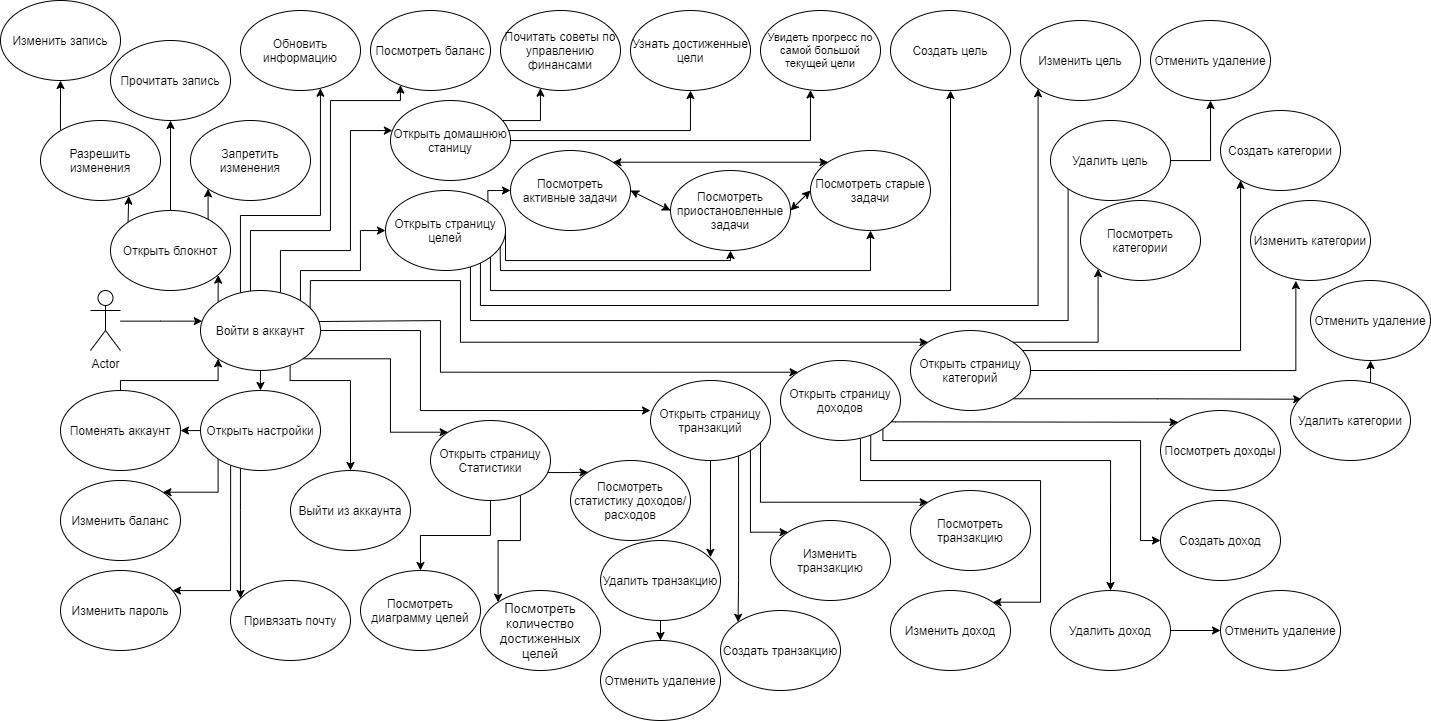 Изменить запись
Прочитать запись
Обновить
информацию
Посмотреть баланс
Почитать советы по
управлению
финансами
Узнать достиженные
цели
Увидеть прогресс по
самой большой
текущей цели
Создать цель
Изменить цель
Отменить удаление
Разрешить
изменения
Запретить
изменения
Открыть домашнюю
станицу
Удалить цель
Создать категории
Посмотреть
активные задачи
Посмотреть
приостановленные
задачи
Посмотреть старые
задачи
Открыть блокнот
Открыть страницу
целей
Посмотреть
категории
Изменить категории
Actor
Войти в аккаунт
Отменить удаление
Открыть страницу
категорий
Открыть страницу
доходов
Открыть страницу
транзакций
Удалить категории
Поменять аккаунт
Открыть настройки
Открыть страницу
Статистики
Посмотреть доходы
Изменить баланс
Выйти из аккаунта
Посмотреть
статистику доходов/
расходов
Посмотреть
транзакцию
Изменить
транзакцию
Создать доход
Удалить транзакцию
Изменить пароль
Привязать почту
Посмотреть
диаграмму целей
Посмотреть
количество
достиженных
целей
Создать транзакцию
Изменить доход
Удалить доход
Отменить удаление
Отменить удаление